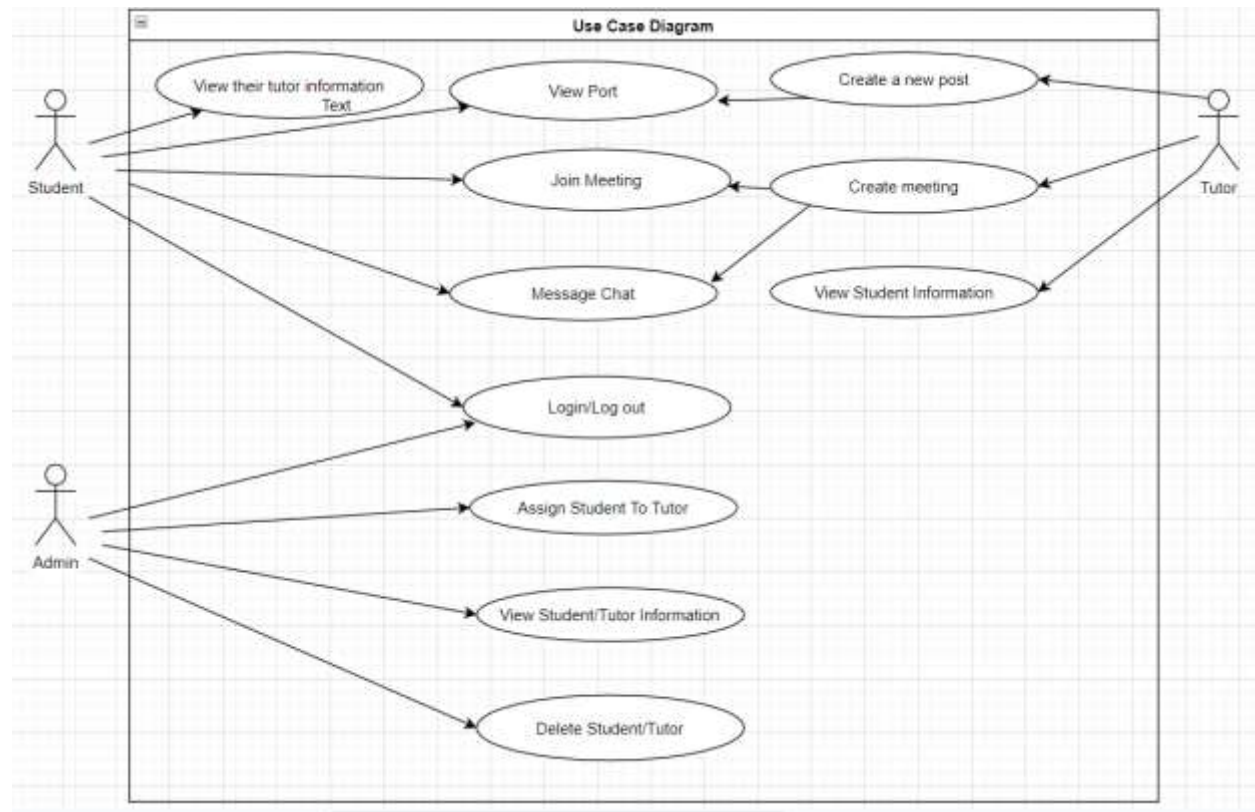 Use Case Diagram
View their tutor information
Text
View Port
Create a new post
Student
Join Meeting
Create meeting
Tutor
Message Chat
View Student Information
Login/Log out
Admin
Assign Student To Tutor
View Student/Tutor Information
Delete Student/Tutor